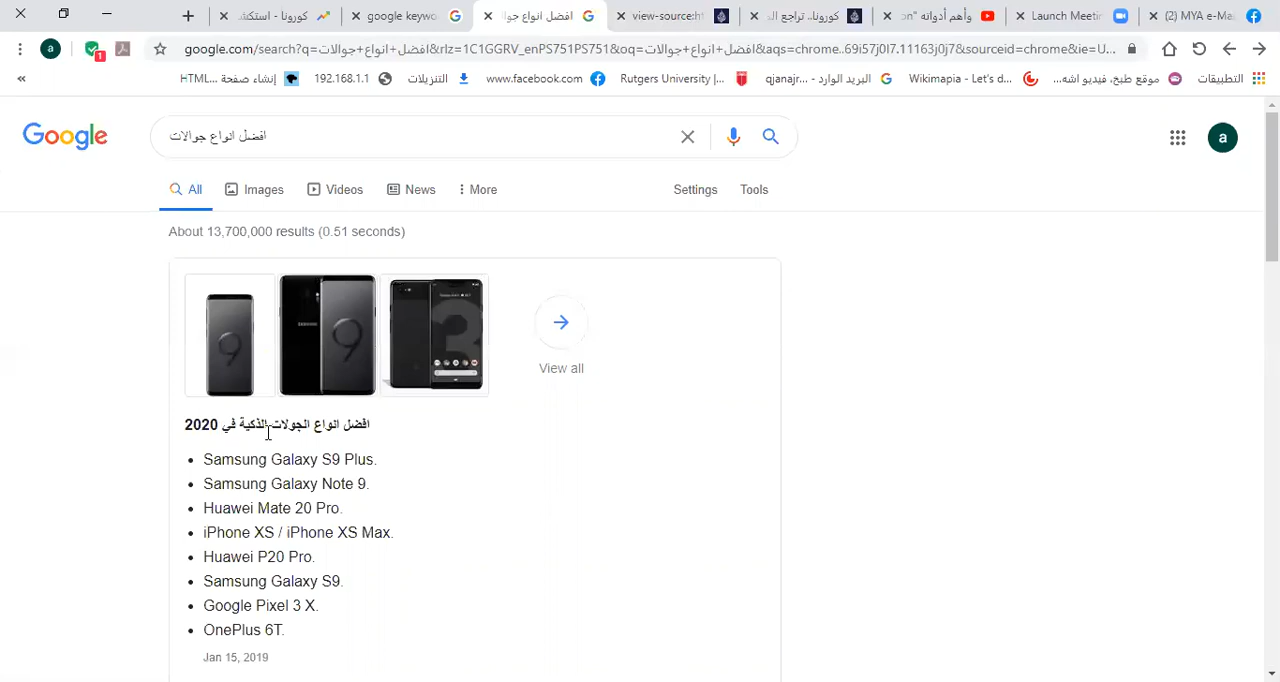 كورونا - استكش
google keywo
افضل انواع جوا
view-source:ht
كورونا.. تراجع ال
وأهم أدواته "on
Launch Meetin
(2) MYA e-Mai
google.com/search?q=افضل+انواع+جوالات&rlz=1C1GGRV_enPS751PS751&oq=افضل+انواع+جوالات&aqs=chrome..69i57j0l7.11163j0j7&sourceid=chrome&ie=U...
إنشاء صفحة HTML...
192.168.1.1
التنزيلات
www.facebook.com
Rutgers University |...
البريد الوارد - qjanajr...
Wikimapia - Let's d...
موقع طبخ, فيديو اشه...
التطبيقات
Google
افضل انواع جوالات
a
All
Images
Videos
News
More
Settings
Tools
About 13,700,000 results (0.51 seconds)
View all
افضل انواع الجولات الذكية في 2020
• Samsung Galaxy S9 Plus.
• Samsung Galaxy Note 9.
• Huawei Mate 20 Pro.
• iPhone XS / iPhone XS Max.
• Huawei P20 Pro.
• Samsung Galaxy S9.
• Google Pixel 3 X.
• OnePlus 6T.
Jan 15, 2019